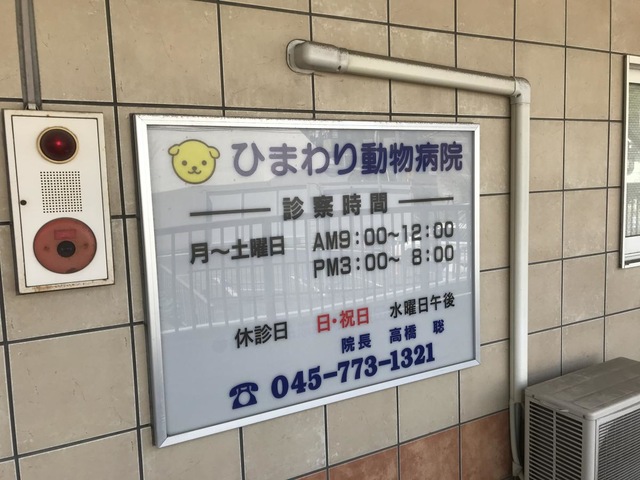 ひまわり動物病院
診察時間
月〜土曜日 AM9:00〜12:00
PM3:00〜 8:00
休診日 日・祝日 水曜日午後
院長 高橋 聡
☎ 045-773-1321